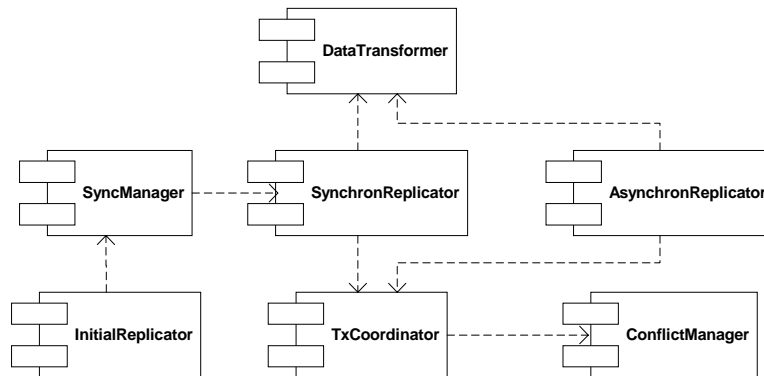 DataTransformer
SyncManager
SynchronReplicator
AsynchronReplicator
InitialReplicator
TxCoordinator
ConflictManager